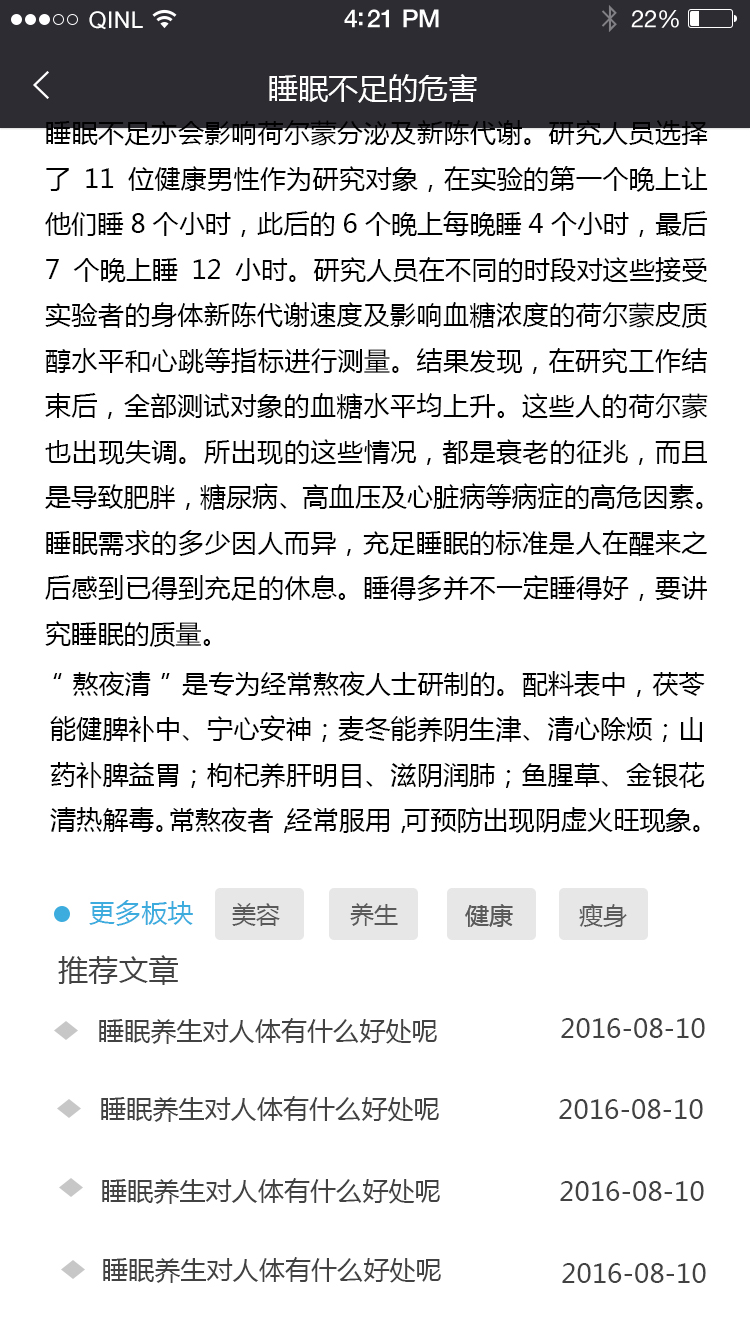 QINL 4:21 PM 22%
睡眠不足的危害
睡眠不足亦会影响荷尔蒙分泌及新陈代谢。研究人员选择
了 11 位健康男性作为研究对象，在实验的第一个晚上让
他们睡 8 个小时，此后的 6 个晚上每晚睡 4 个小时，最后
7 个晚上睡 12 小时。研究人员在不同的时段对这些接受
实验者的身体新陈代谢速度及影响血糖浓度的荷尔蒙皮质
醇水平和心跳等指标进行测量。结果发现，在研究工作结
束后，全部测试对象的血糖水平均上升。这些人的荷尔蒙
也出现失调。所出现的这些情况，都是衰老的征兆，而且
是导致肥胖，糖尿病、高血压及心脏病等病症的高危因素。
睡眠需求的多少因人而异，充足睡眠的标准是人在醒来之
后感到已得到充足的休息。睡得多并不一定睡得好，要讲
究睡眠的质量。
“ 熬夜清 ”是专为经常熬夜人士研制的。配料表中，茯苓
能健脾补中、宁心安神；麦冬能养阴生津、清心除烦；山
药补脾益胃；枸杞养肝明目、滋阴润肺；鱼腥草、金银花
清热解毒。常熬夜者，经常服用，可预防出现阴虚火旺现象。
更多板块 美容 养生 健康 瘦身
推荐文章
睡眠养生对人体有什么好处呢 2016-08-10
睡眠养生对人体有什么好处呢 2016-08-10
睡眠养生对人体有什么好处呢 2016-08-10
睡眠养生对人体有什么好处呢 2016-08-10